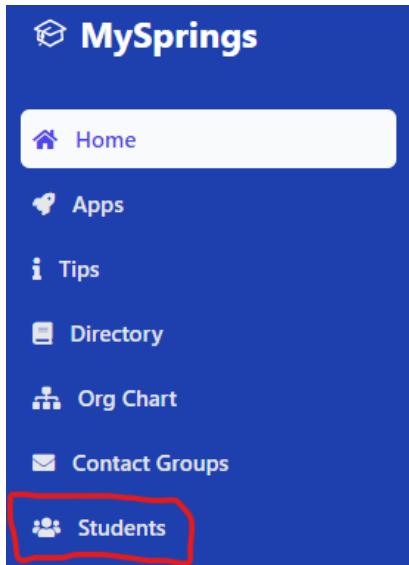 MySprings
Home
Apps
Tips
Directory
Org Chart
Contact Groups
Students